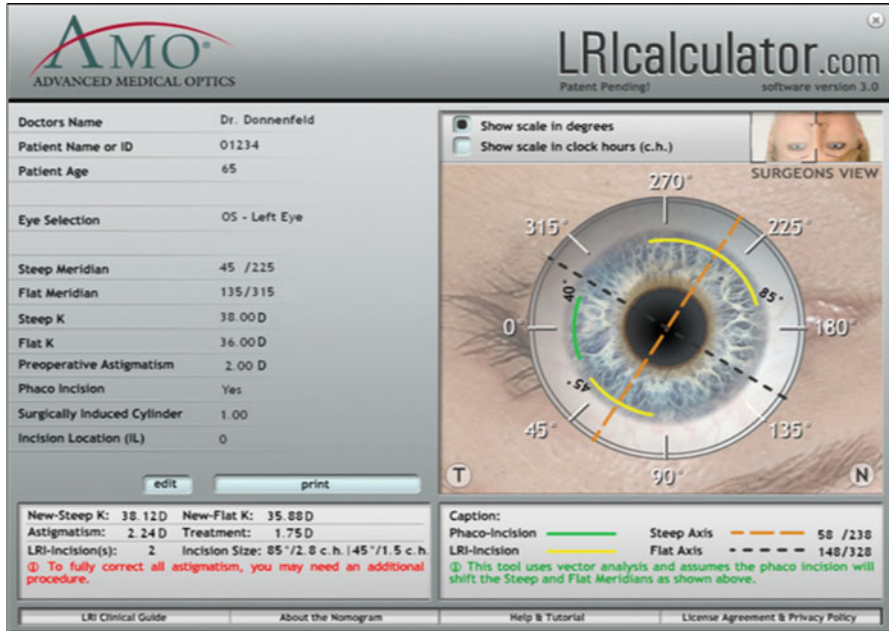 AMO®
ADVANCED MEDICAL OPTICS
LRIcalculator.com
Patent Pending! software version 3.0
Doctors Name Dr. Donnenfeld
Patient Name or ID 01234
Patient Age 65
Eye Selection OS - Left Eye
Steep Meridian 45 /225
Flat Meridian 135/315
Steep K 38.00 D
Flat K 36.00 D
Preoperative Astigmatism 2.00 D
Phaco Incision Yes
Surgically Induced Cylinder 1.00
Incision Location (IL) 0
edit print
New-Steep K: 38.12 D New-Flat K: 35.88 D
Astigmatism: 2.24 D Treatment: 1.75 D
LRI-Incision(s): 2 Incision Size: 85°/2.8 c.h. | 45°/1.5 c.h.
① To fully correct all astigmatism, you may need an additional
procedure.
Show scale in degrees
Show scale in clock hours (c.h.)
SURGEONS VIEW
270°
315° 225°
40° 85°
0° 180°
45°
45° 135°
90°
T N
Caption:
Phaco-Incision Steep Axis 58 /238
LRI-Incision Flat Axis 148/328
① This tool uses vector analysis and assumes the phaco incision will
shift the Steep and Flat Meridians as shown above.
LRI Clinical Guide About the Nomogram Help & Tutorial License Agreement & Privacy Policy